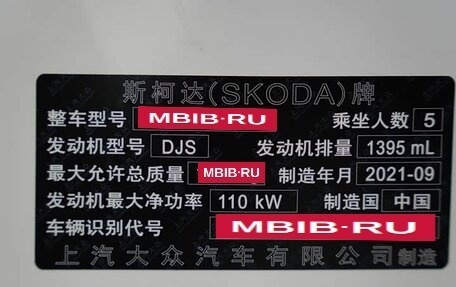 斯柯达(SKODA)牌
整车型号 MBIB·RU 乘坐人数 5
发动机型号 DJS 发动机排量 1395 mL
最大允许总质量 MBIB·RU 制造年月 2021-09
发动机最大净功率 110 kW 制造国 中国
车辆识别代号 MBIB·RU
上汽大众汽车有限公司制造